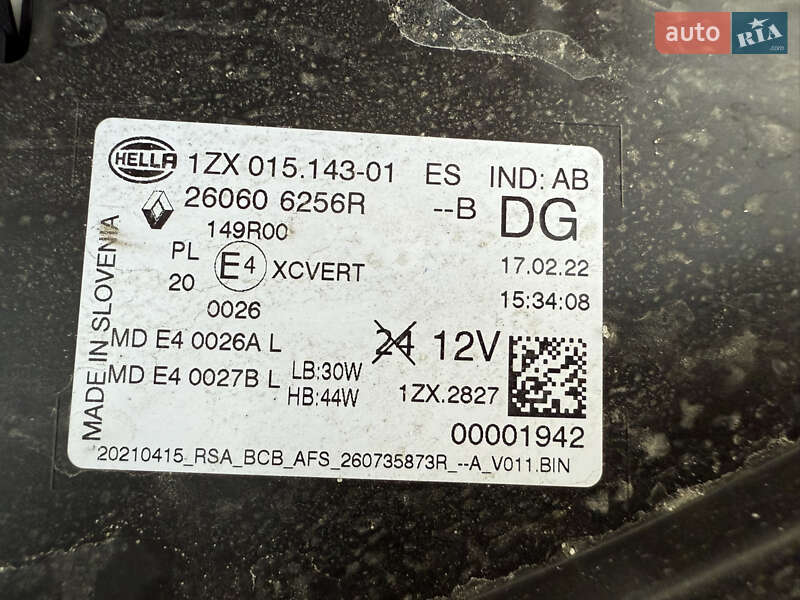 auto RIA
HELLA 1ZX 015.143-01 ES IND: AB
26060 6256R --B DG
149R00
PL 20 E4 XCVERT 17.02.22
0026 15:34:08
MD E4 0026A L 24 12V
MD E4 0027B L LB:30W HB:44W 1ZX.2827
00001942
20210415_RSA_BCB_AFS_260735873R_--A_V011.BIN
MADE IN SLOVENIA